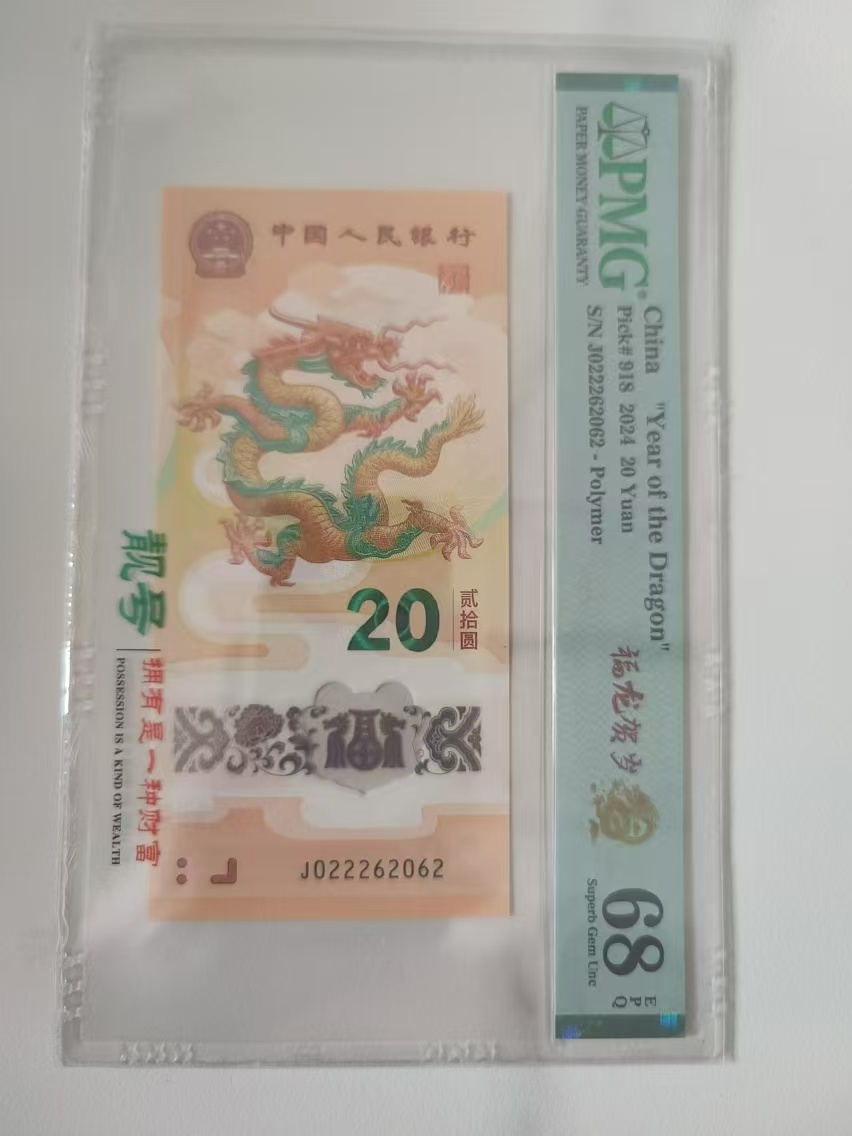 PMG®
PAPER MONEY GUARANTY
China "Year of the Dragon"
Pick# 918 2024 20 Yuan
S/N J022262062 - Polymer
福龙贺岁
68
EPQ
Superb Gem Unc
中国人民银行
20
贰拾圆
J022262062
靓号
拥有是一种财富
POSSESSION IS A KIND OF WEALTH